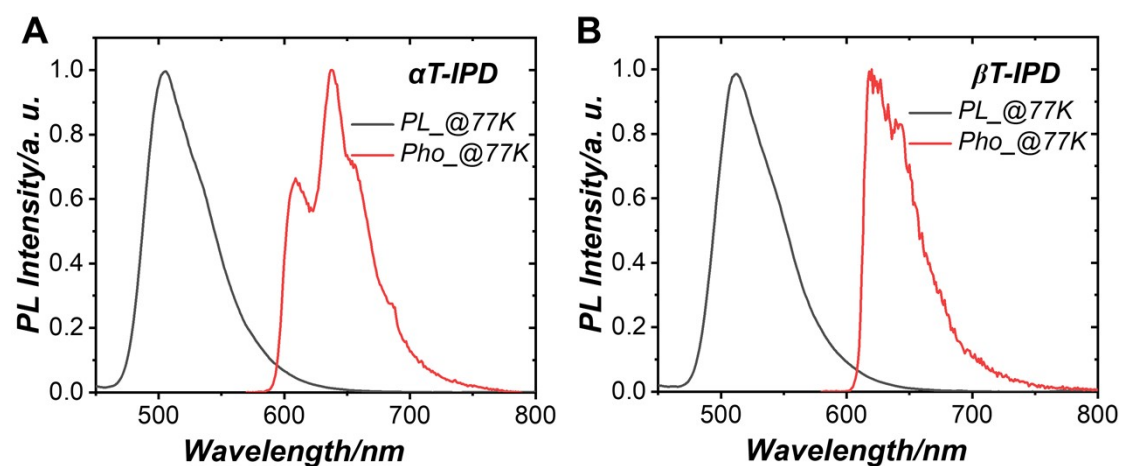 A
αT-IPD
PL_@77K
Pho_@77K
PL Intensity/a. u.
1.0
0.8
0.6
0.4
0.2
0.0
500
600
700
800
Wavelength/nm
B
βT-IPD
PL_@77K
Pho_@77K
PL Intensity/a. u.
1.0
0.8
0.6
0.4
0.2
0.0
500
600
700
800
Wavelength/nm